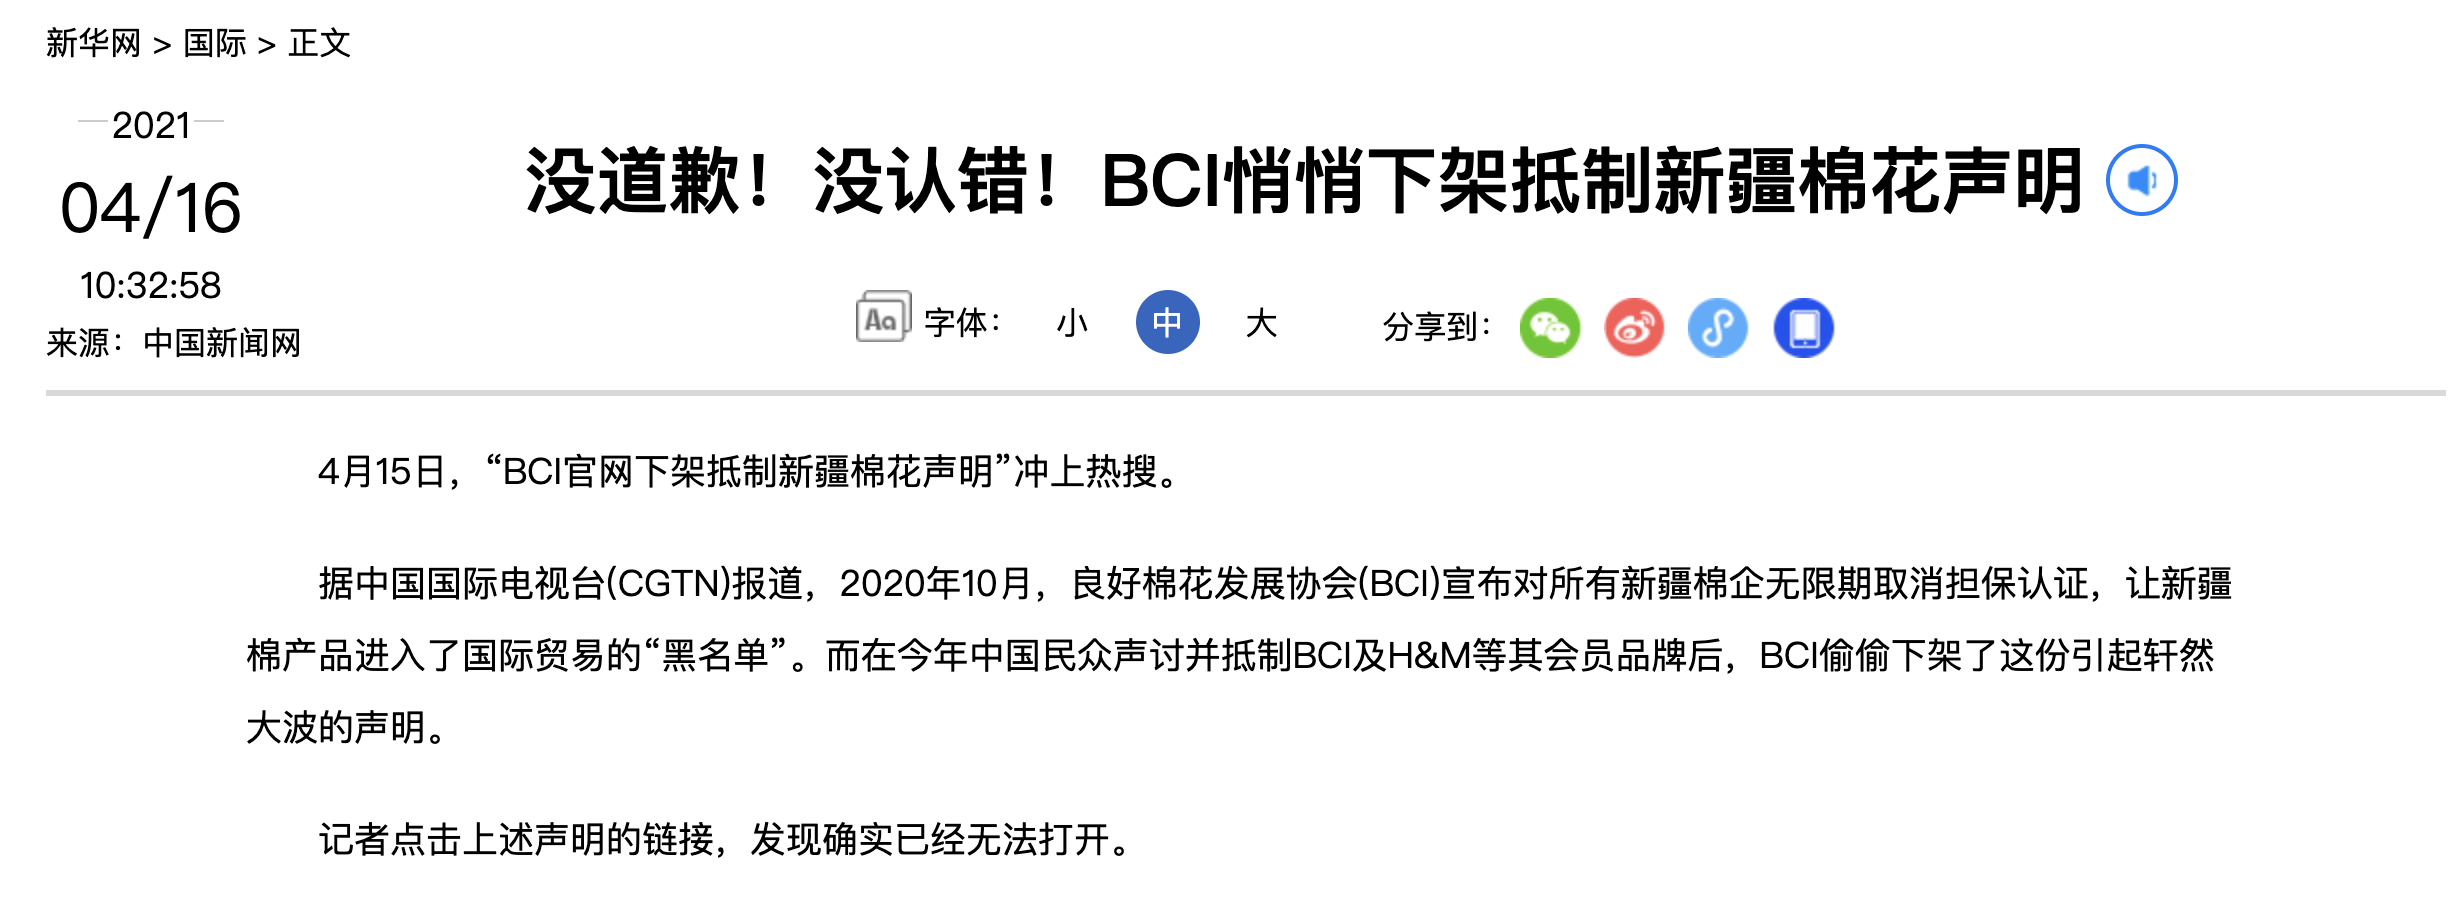 新华网 > 国际 > 正文
2021
04/16
10:32:58
来源：中国新闻网
没道歉！没认错！BCI悄悄下架抵制新疆棉花声明
Aa 字体： 小 中 大 分享到：
4月15日，“BCI官网下架抵制新疆棉花声明”冲上热搜。
据中国国际电视台(CGTN)报道，2020年10月，良好棉花发展协会(BCI)宣布对所有新疆棉企无限期取消担保认证，让新疆
棉产品进入了国际贸易的“黑名单”。而在今年中国民众声讨并抵制BCI及H&M等其会员品牌后，BCI偷偷下架了这份引起轩然
大波的声明。
记者点击上述声明的链接，发现确实已经无法打开。